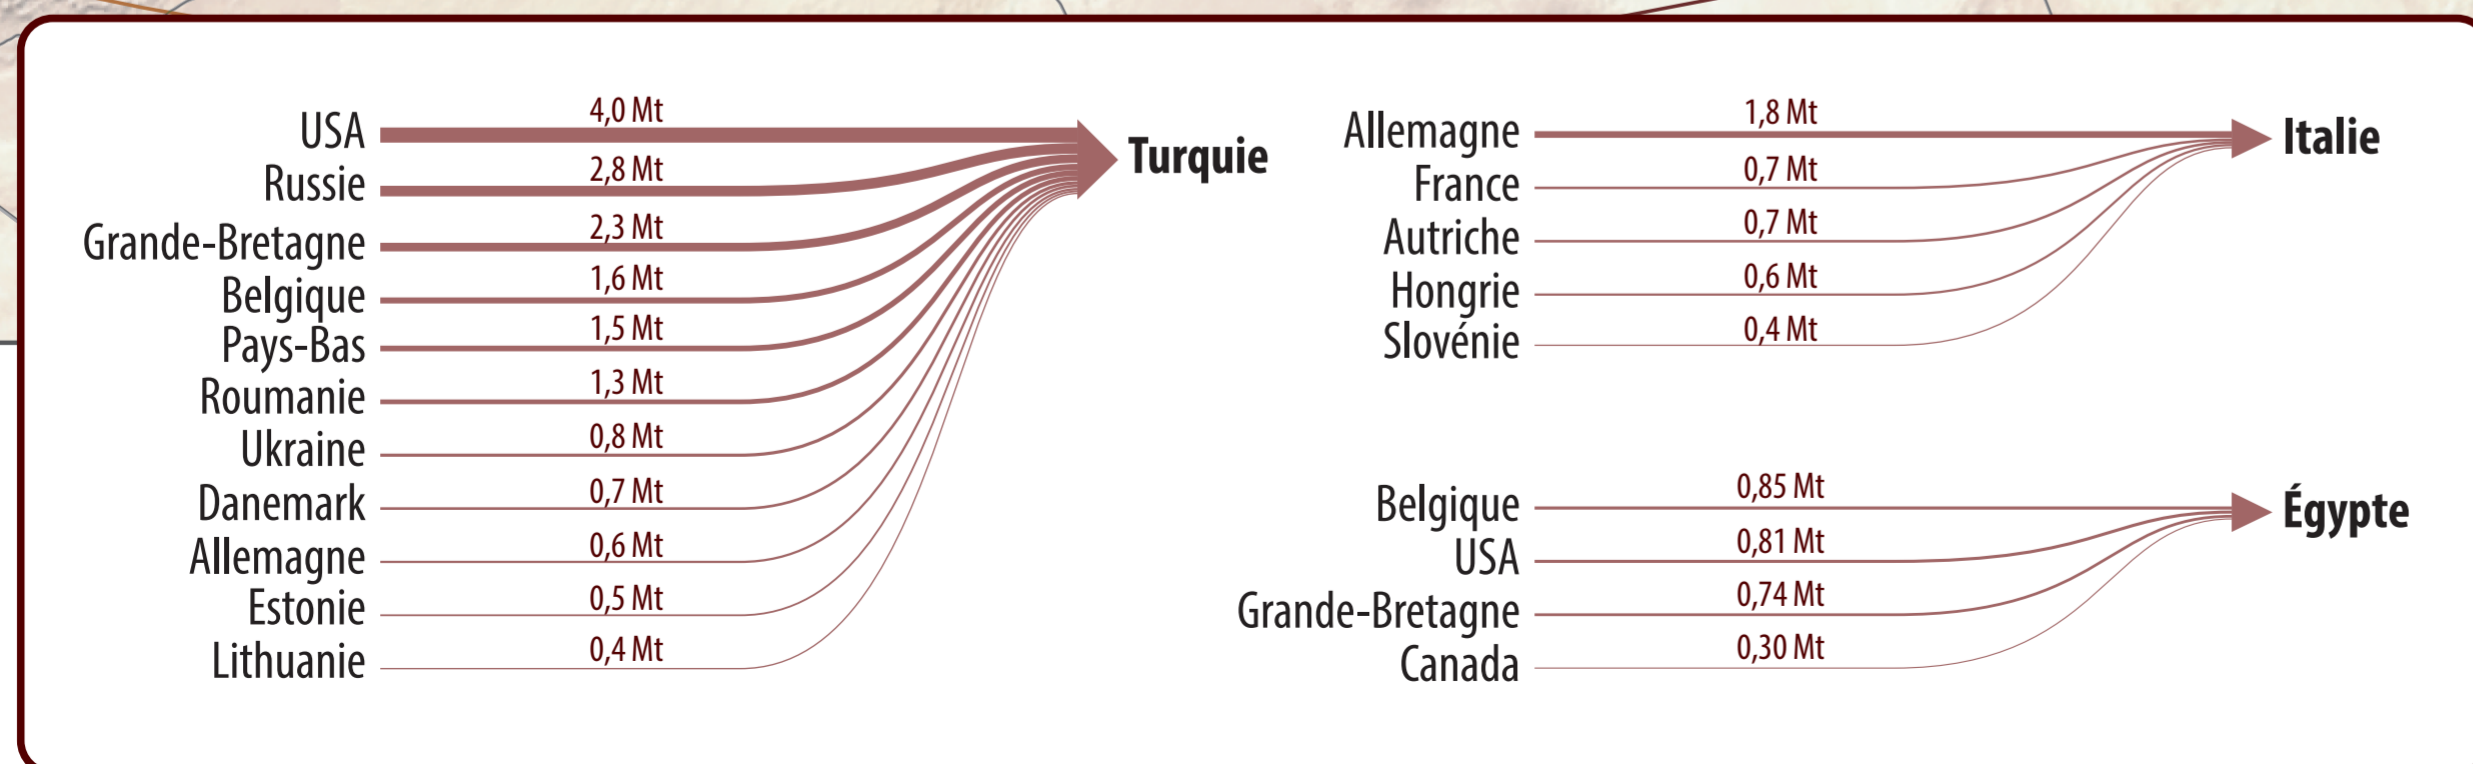 4,0 Mt
USA
Turquie
2,8 Mt
Russie
2,3 Mt
Grande-Bretagne
1,6 Mt
Belgique
1,5 Mt
Pays-Bas
1,3 Mt
Roumanie
0,8 Mt
Ukraine
0,7 Mt
Danemark
0,6 Mt
Allemagne
0,5 Mt
Estonie
0,4 Mt
Lithuanie
1,8 Mt
Allemagne
Italie
0,7 Mt
France
0,7 Mt
Autriche
0,6 Mt
Hongrie
0,4 Mt
Slovénie
0,85 Mt
Belgique
Égypte
0,81 Mt
USA
0,74 Mt
Grande-Bretagne
0,30 Mt
Canada